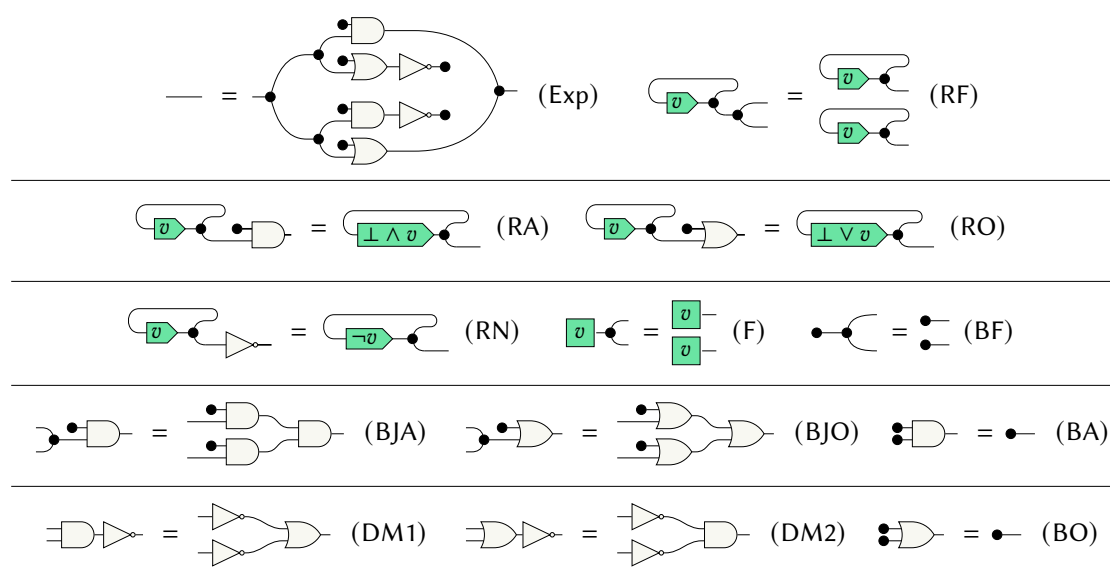 = (Exp) v = v v (RF)
v = ⊥ ∧ v (RA) v = ⊥ ∨ v (RO)
v = ¬v (RN) v = v v (F) = (BF)
= (BJA) = (BJO) = (BA)
= (DM1) = (DM2) = (BO)